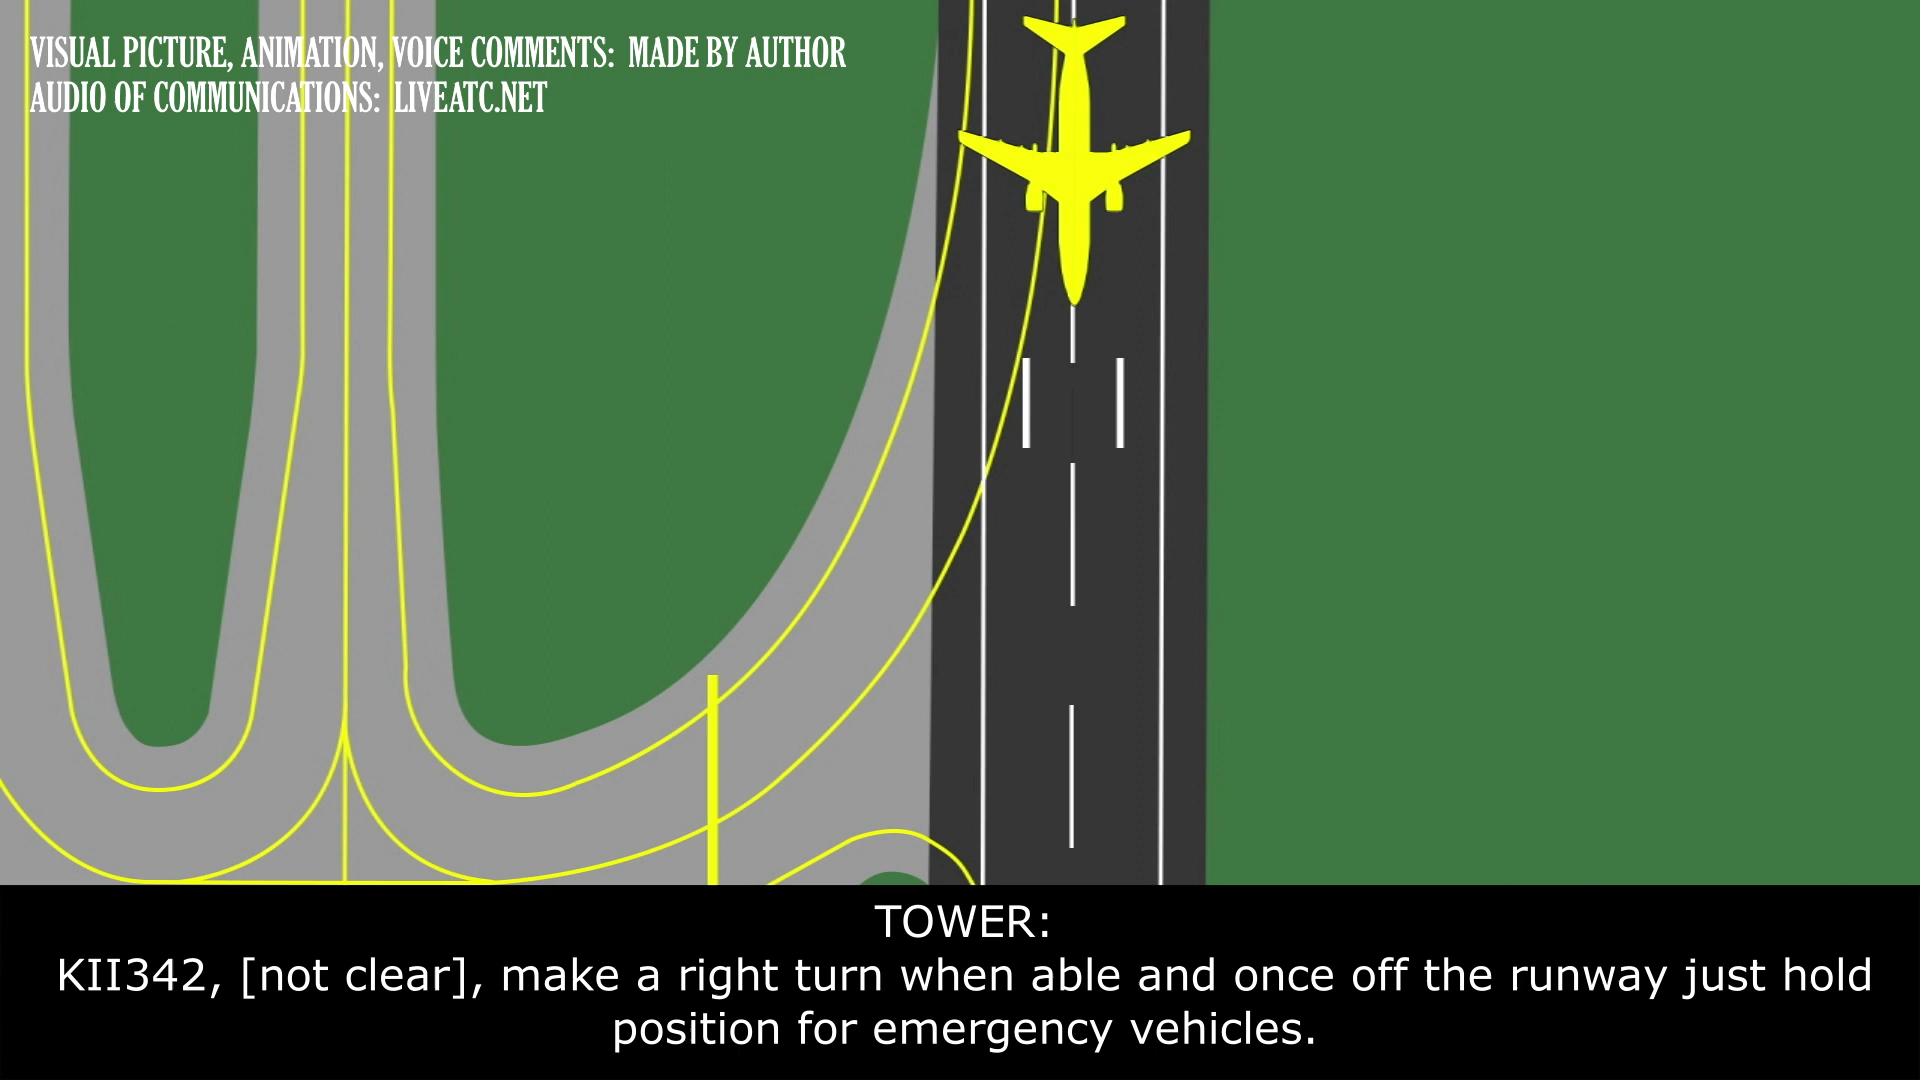 VISUAL PICTURE, ANIMATION, VOICE COMMENTS: MADE BY AUTHOR
AUDIO OF COMMUNICATIONS: LIVEATC.NET
TOWER:
KII342, [not clear], make a right turn when able and once off the runway just hold
position for emergency vehicles.